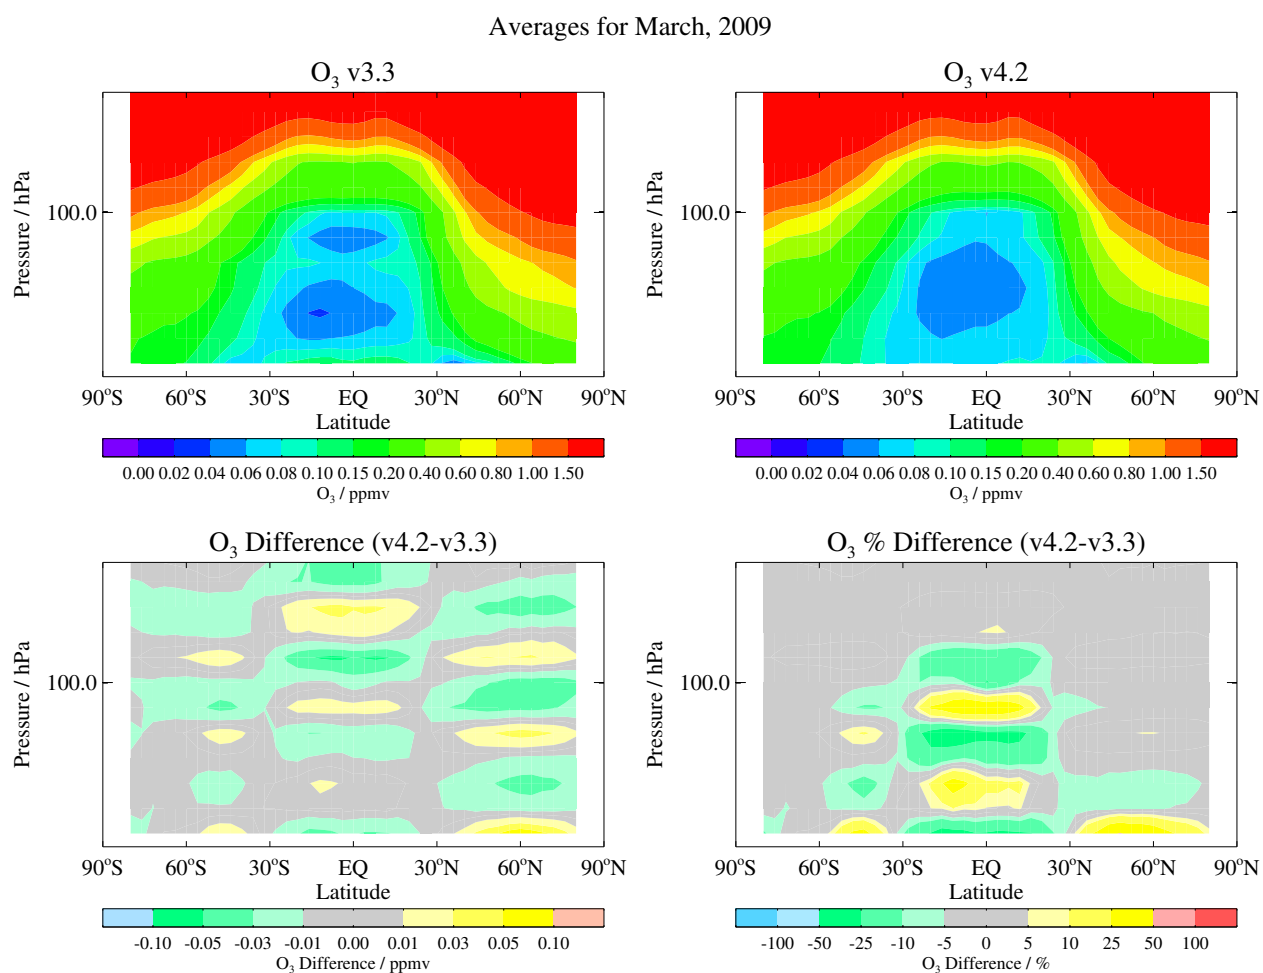 Averages for March, 2009
O₃ v3.3
O₃ v4.2
Pressure / hPa
100.0
90°S 60°S 30°S EQ 30°N 60°N 90°N
Latitude
0.00 0.02 0.04 0.06 0.08 0.10 0.15 0.20 0.40 0.60 0.80 1.00 1.50
O₃ / ppmv
Pressure / hPa
100.0
90°S 60°S 30°S EQ 30°N 60°N 90°N
Latitude
0.00 0.02 0.04 0.06 0.08 0.10 0.15 0.20 0.40 0.60 0.80 1.00 1.50
O₃ / ppmv
O₃ Difference (v4.2-v3.3)
O₃ % Difference (v4.2-v3.3)
Pressure / hPa
100.0
90°S 60°S 30°S EQ 30°N 60°N 90°N
Latitude
-0.10 -0.05 -0.03 -0.01 0.00 0.01 0.03 0.05 0.10
O₃ Difference / ppmv
Pressure / hPa
100.0
90°S 60°S 30°S EQ 30°N 60°N 90°N
Latitude
-100 -50 -25 -10 -5 0 5 10 25 50 100
O₃ Difference / %